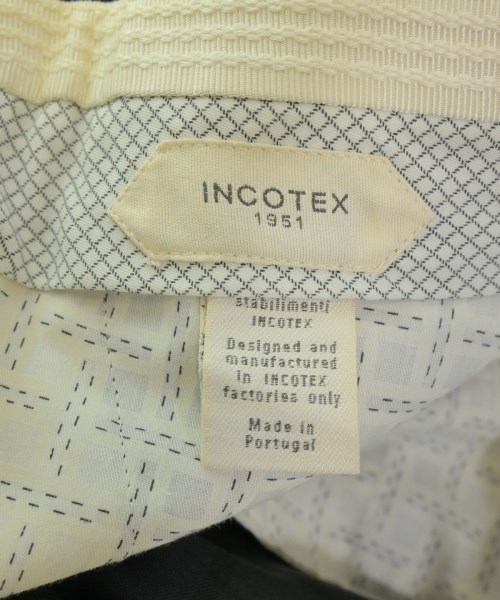 INCOTEX
1951
stabilimenti
INCOTEX
Designed and
manufactured
in INCOTEX
factories only
Made in
Portugal